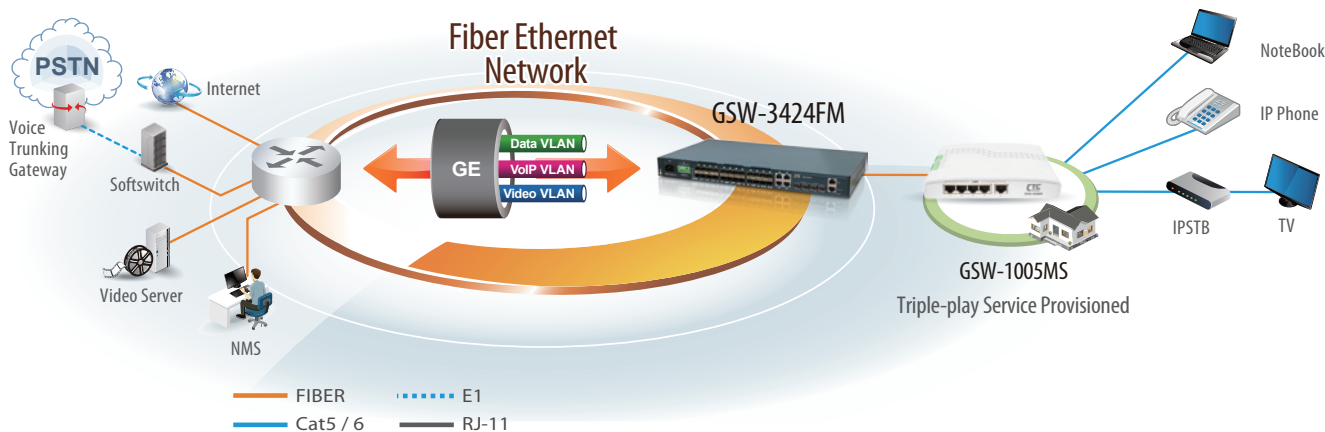 Fiber Ethernet
Network
PSTN
Internet
Voice
Trunking
Gateway
Softswitch
Video Server
NMS
GE
Data VLAN
VoIP VLAN
Video VLAN
GSW-3424FM
CTC
GSW-1005MS
Triple-play Service Provisioned
NoteBook
IP Phone
IPSTB
TV
FIBER
E1
Cat5 / 6
RJ-11